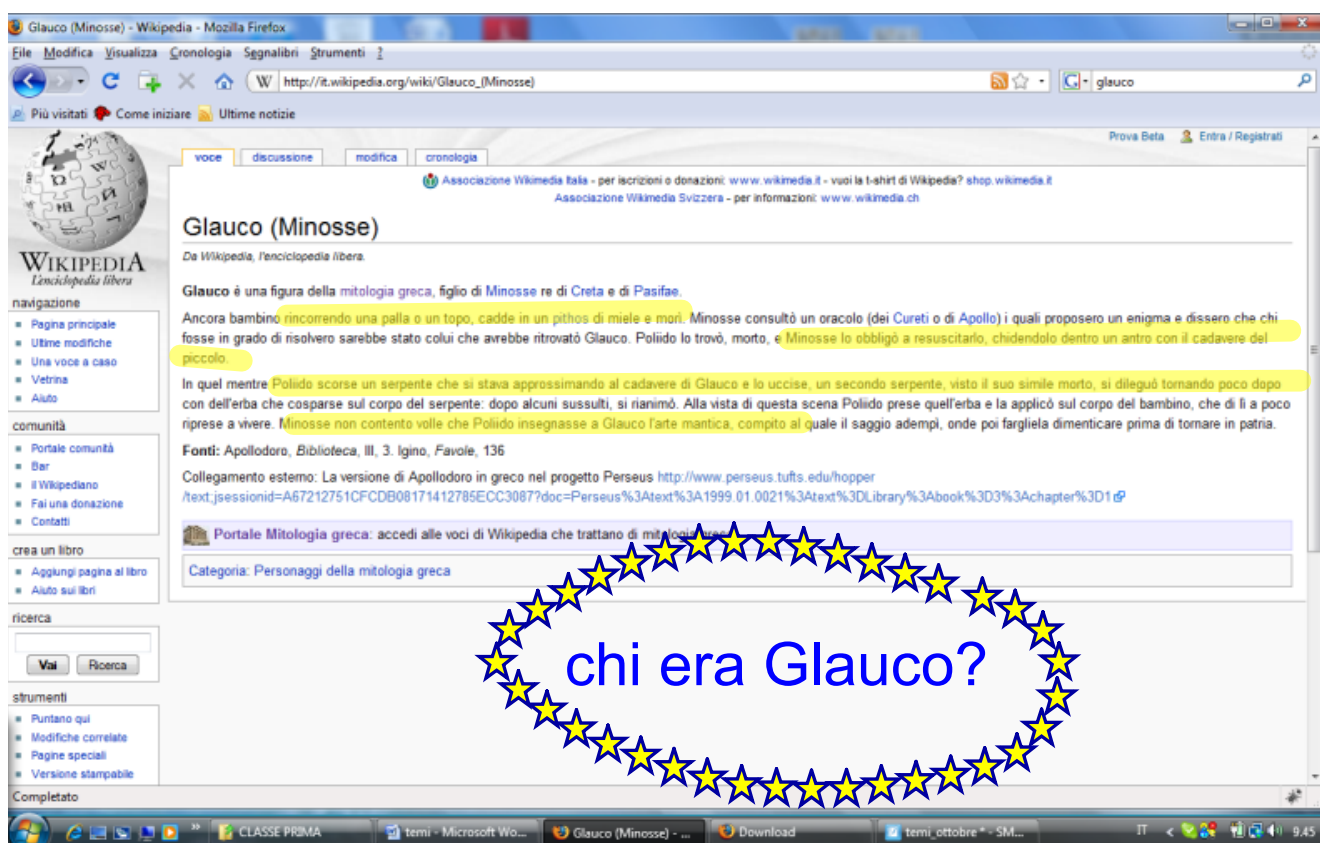 Glauco (Minosse) - Wikipedia - Mozilla Firefox
File Modifica Visualizza Cronologia Segnalibri Strumenti ?
http://it.wikipedia.org/wiki/Glauco_(Minosse)
glauco
Più visitati Come iniziare Ultime notizie
Prova Beta Entra / Registrati
voce discussione modifica cronologia
Associazione Wikimedia Italia - per iscrizioni o donazioni: www.wikimedia.it - vuoi la t-shirt di Wikipedia? shop.wikimedia.it
Associazione Wikimedia Svizzera - per informazioni: www.wikimedia.ch
Glauco (Minosse)
Da Wikipedia, l'enciclopedia libera.
Glauco è una figura della mitologia greca, figlio di Minosse re di Creta e di Pasifae.
Ancora bambino rincorrendo una palla o un topo, cadde in un pithos di miele e morì. Minosse consultò un oracolo (dei Cureti o di Apollo) i quali proposero un enigma e dissero che chi
fosse in grado di risolvero sarebbe stato colui che avrebbe ritrovato Glauco. Poliido lo trovò, morto, e Minosse lo obbligò a resuscitarlo, chidendolo dentro un antro con il cadavere del
piccolo.
In quel mentre Poliido scorse un serpente che si stava approssimando al cadavere di Glauco e lo uccise, un secondo serpente, visto il suo simile morto, si dileguò tornando poco dopo
con dell'erba che cosparse sul corpo del serpente: dopo alcuni sussulti, si rianimò. Alla vista di questa scena Poliido prese quell'erba e la applicò sul corpo del bambino, che di lì a poco
riprese a vivere. Minosse non contento volle che Poliido insegnasse a Glauco l'arte mantica, compito al quale il saggio adempì, onde poi fargliela dimenticare prima di tornare in patria.
Fonti: Apollodoro, Biblioteca, III, 3. Igino, Favole, 136
Collegamento esterno: La versione di Apollodoro in greco nel progetto Perseus http://www.perseus.tufts.edu/hopper
/text;jsessionid=A67212751CFCDB08171412785ECC3087?doc=Perseus%3Atext%3A1999.01.0021%3Atext%3DLibrary%3Abook%3D3%3Achapter%3D1
Portale Mitologia greca: accedi alle voci di Wikipedia che trattano di mitologia
Categoria: Personaggi della mitologia greca
WIKIPEDIA
L'enciclopedia libera
navigazione
Pagina principale
Ultime modifiche
Una voce a caso
Vetrina
Aiuto
comunità
Portale comunità
Bar
il Wikipediano
Fai una donazione
Contatti
crea un libro
Aggiungi pagina al libro
Aiuto sui libri
ricerca
Vai Ricerca
strumenti
Puntano qui
Modifiche correlate
Pagine speciali
Versione stampabile
chi era Glauco?
Completato
CLASSE PRIMA
temi - Microsoft Wo...
Glauco (Minosse) - ...
Download
temi_ottobre * - SM...
IT
9.45